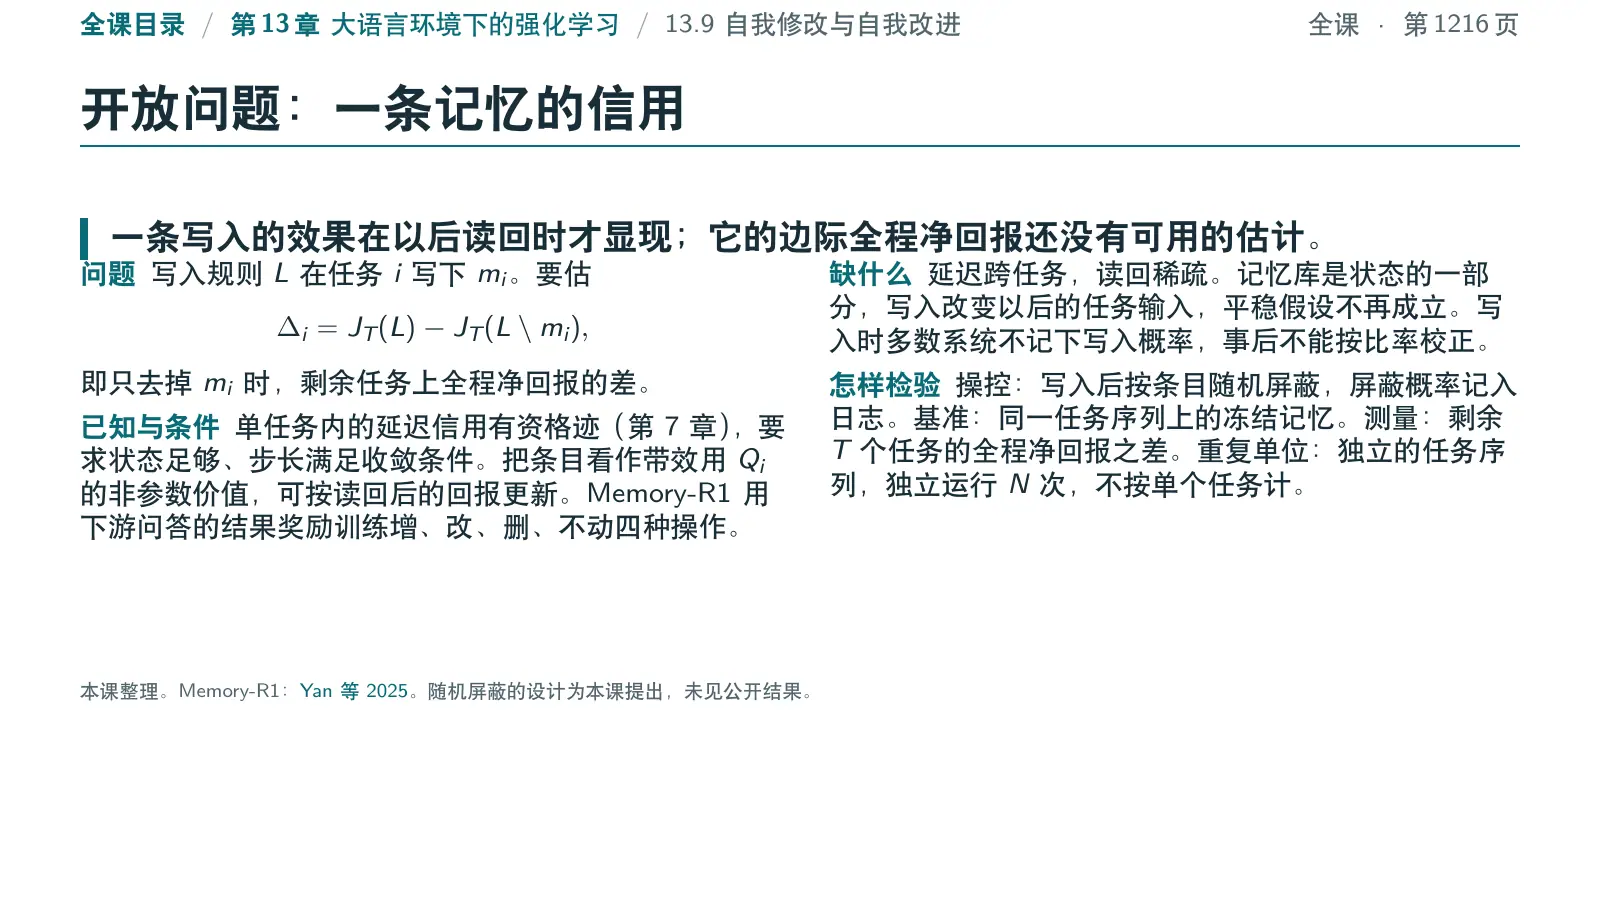 全课目录 / 第13章 大语言环境下的强化学习 / 13.9 自我修改与自我改进
全课 · 第1216页
开放问题：一条记忆的信用
一条写入的效果在以后读回时才显现；它的边际全程净回报还没有可用的估计。
问题 写入规则 L 在任务 i 写下 mᵢ。要估
Δᵢ = J_T(L) − J_T(L \ mᵢ),
即只去掉 mᵢ 时，剩余任务上全程净回报的差。
已知与条件 单任务内的延迟信用有资格迹（第 7 章），要
求状态足够、步长满足收敛条件。把条目看作带效用 Qᵢ
的非参数价值，可按读回后的回报更新。Memory-R1 用
下游问答的结果奖励训练增、改、删、不动四种操作。
缺什么 延迟跨任务，读回稀疏。记忆库是状态的一部
分，写入改变以后的任务输入，平稳假设不再成立。写
入时多数系统不记下写入概率，事后不能按比率校正。
怎样检验 操控：写入后按条目随机屏蔽，屏蔽概率记入
日志。基准：同一任务序列上的冻结记忆。测量：剩余
T 个任务的全程净回报之差。重复单位：独立的任务序
列，独立运行 N 次，不按单个任务计。
本课整理。Memory-R1：Yan 等 2025。随机屏蔽的设计为本课提出，未见公开结果。